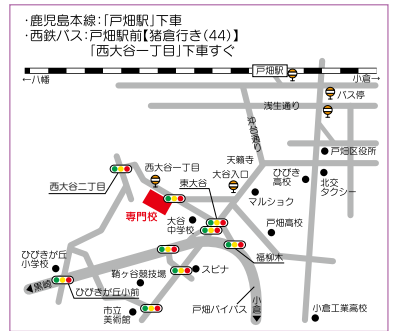 ・鹿児島本線:「戸畑駅」下車
・西鉄バス:戸畑駅前【猪倉行き(44)】
「西大谷一丁目」下車すぐ
戸畑駅
←八幡
小倉→
バス停
浅生通り
天籟寺
戸畑区役所
西大谷一丁目
大谷入口
ひびき
高校
北交
タクシー
西大谷二丁目
東大谷
マルショク
専門校
大谷
中学校
戸畑高校
福柳木
ひびきが丘
小学校
スピナ
鞘ヶ谷競技場
▲黒崎
ひびきが丘小前
戸畑バイパス
小倉▼
市立
美術館
小倉工業高校